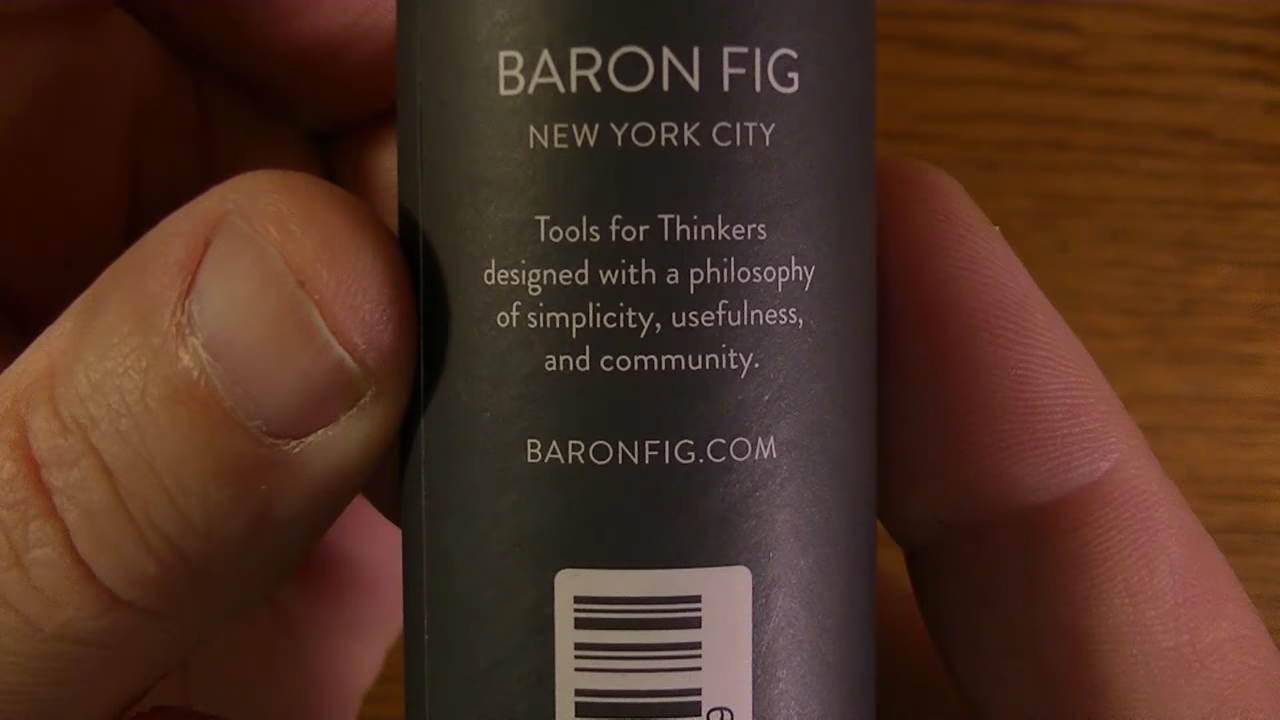 BARON FIG
NEW YORK CITY
Tools for Thinkers
designed with a philosophy
of simplicity, usefulness,
and community.
BARONFIG.COM